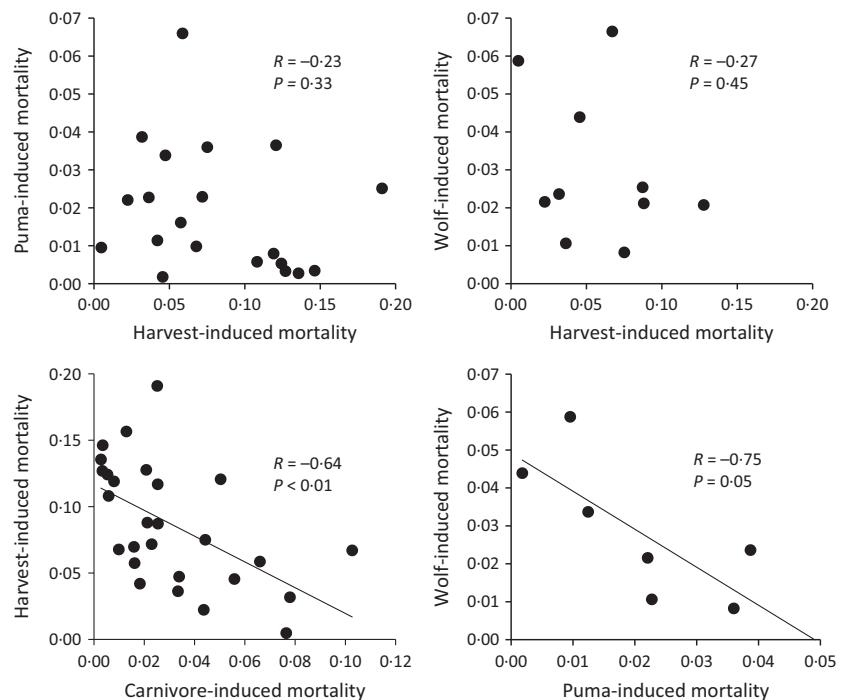 0·07
0·06
0·05
0·04
0·03
0·02
0·01
0·00
Puma-induced mortality
R = –0·23
P = 0·33
0·00 0·05 0·10 0·15 0·20
Harvest-induced mortality
0·07
0·06
0·05
0·04
0·03
0·02
0·01
0·00
Wolf-induced mortality
R = –0·27
P = 0·45
0·00 0·05 0·10 0·15 0·20
Harvest-induced mortality
0·20
0·15
0·10
0·05
0·00
Harvest-induced mortality
R = –0·64
P < 0·01
0·00 0·02 0·04 0·06 0·08 0·10 0·12
Carnivore-induced mortality
0·07
0·06
0·05
0·04
0·03
0·02
0·01
0·00
Wolf-induced mortality
R = –0·75
P = 0·05
0·00 0·01 0·02 0·03 0·04 0·05
Puma-induced mortality